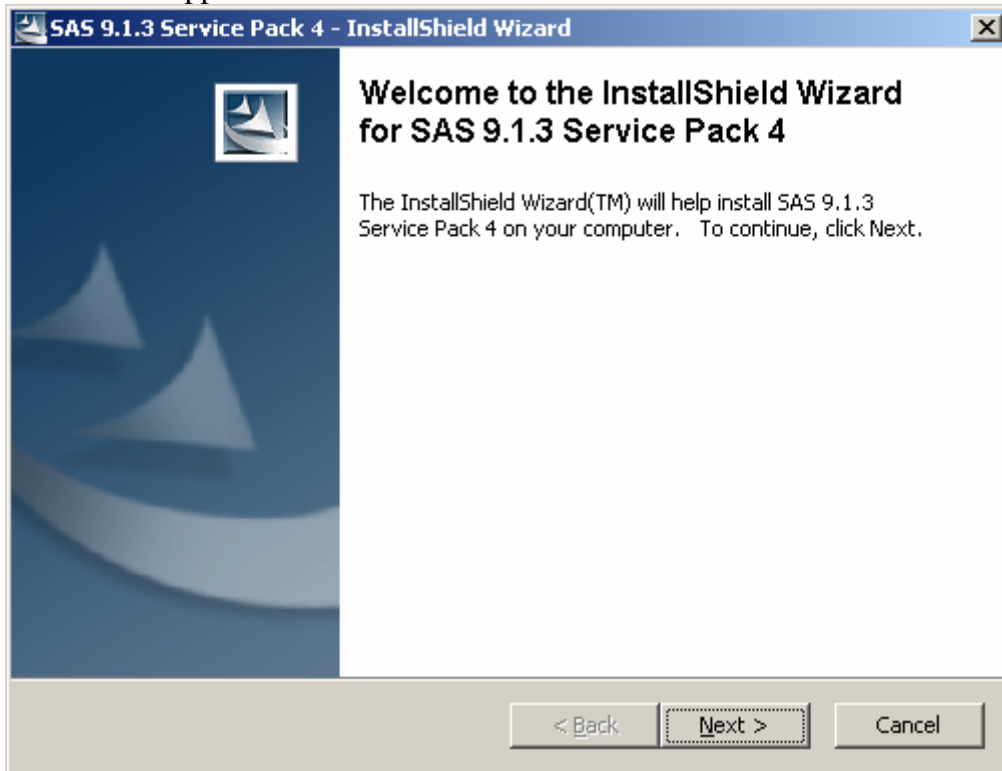 SAS 9.1.3 Service Pack 4 - InstallShield Wizard
Welcome to the InstallShield Wizard
for SAS 9.1.3 Service Pack 4
The InstallShield Wizard(TM) will help install SAS 9.1.3
Service Pack 4 on your computer. To continue, click Next.
< Back Next > Cancel